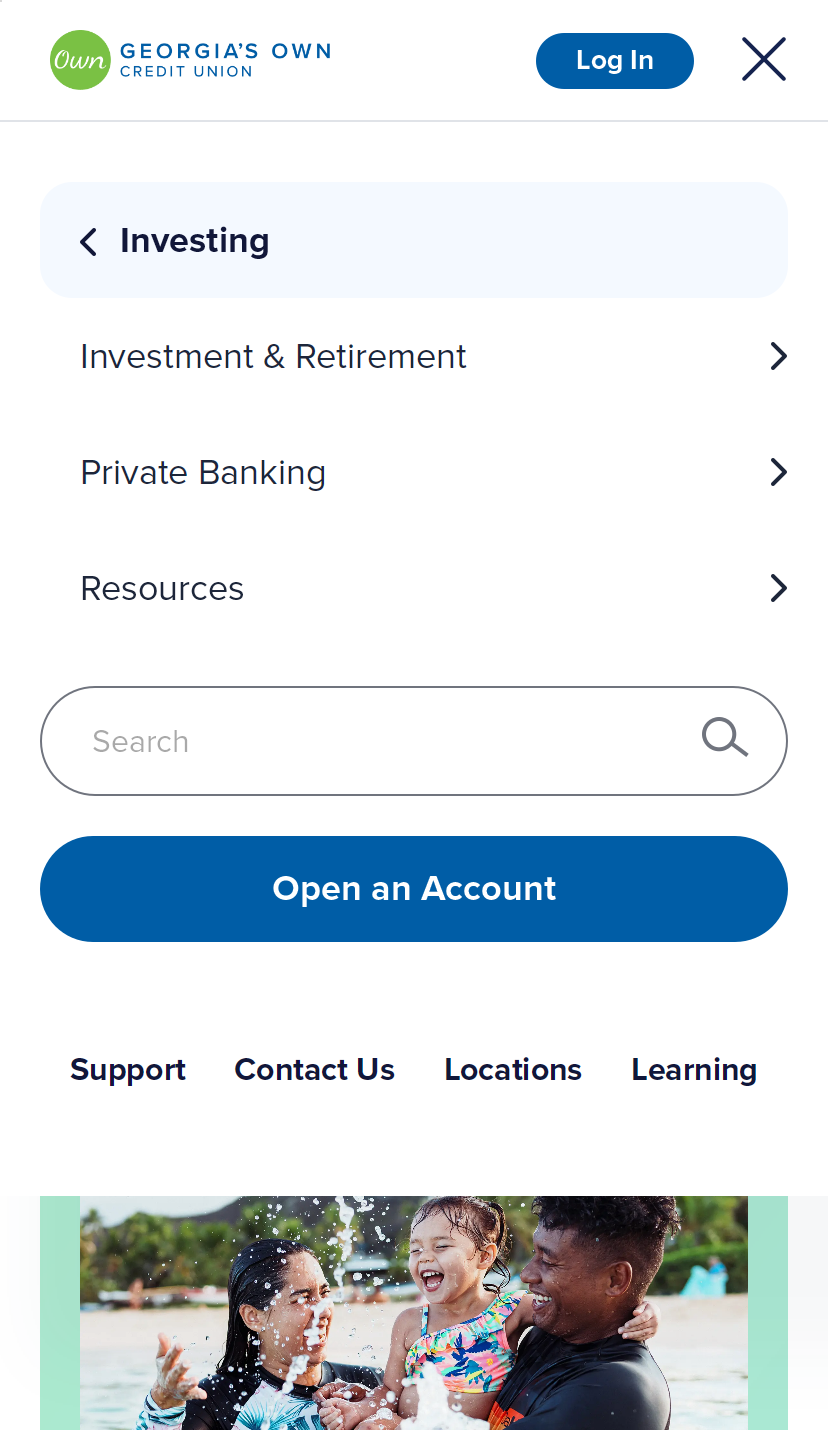 Own
GEORGIA'S OWN
CREDIT UNION
Log In
Investing
Investment & Retirement
Private Banking
Resources
Search
Open an Account
Support Contact Us Locations Learning